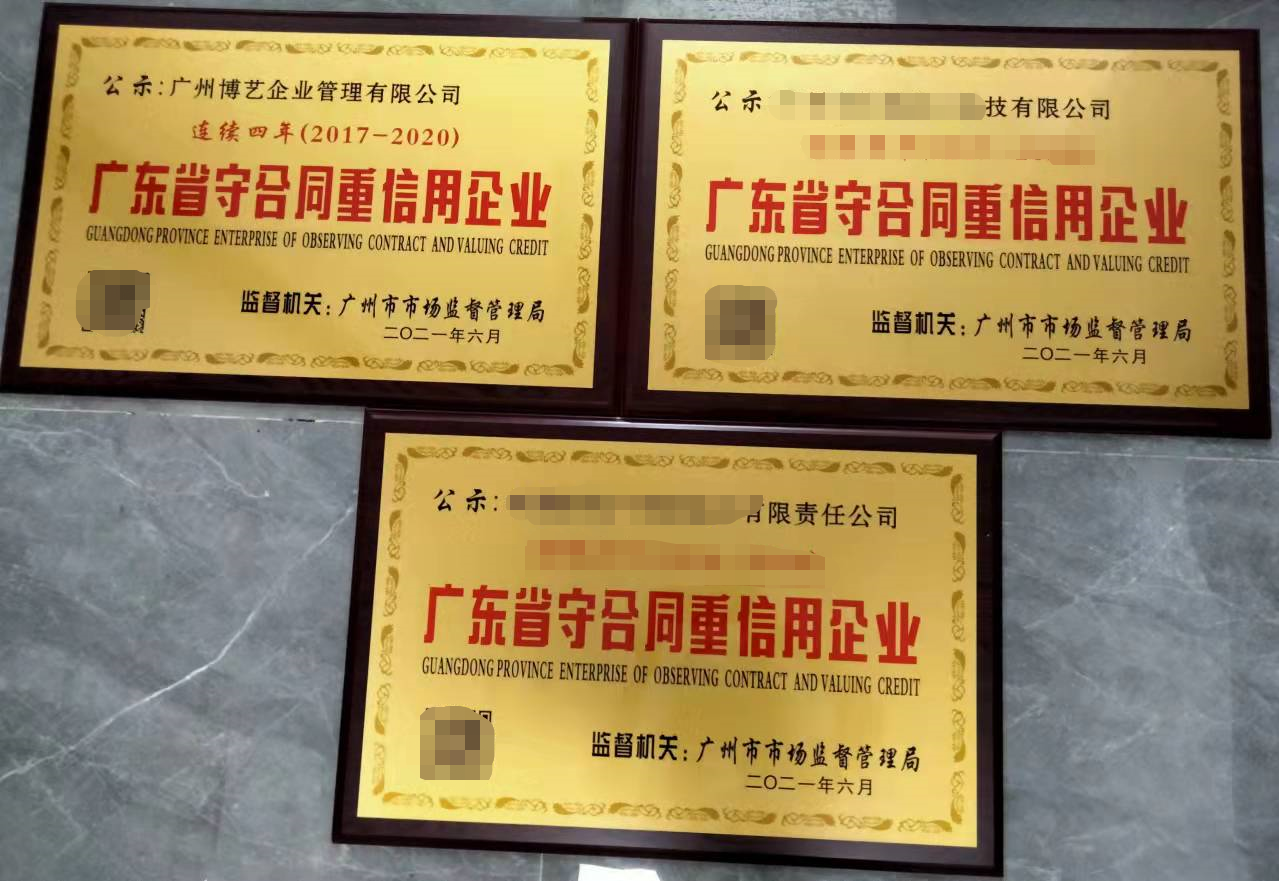 公示:广州博艺企业管理有限公司
连续四年(2017-2020)
广东省守合同重信用企业
GUANGDONG PROVINCE ENTERPRISE OF OBSERVING CONTRACT AND VALUING CREDIT
监督机关:广州市市场监督管理局
二〇二一年六月
公示 技有限公司
广东省守合同重信用企业
GUANGDONG PROVINCE ENTERPRISE OF OBSERVING CONTRACT AND VALUING CREDIT
监督机关:广州市市场监督管理局
二〇二一年六月
公示: 有限责任公司
广东省守合同重信用企业
GUANGDONG PROVINCE ENTERPRISE OF OBSERVING CONTRACT AND VALUING CREDIT
监督机关:广州市市场监督管理局
二〇二一年六月